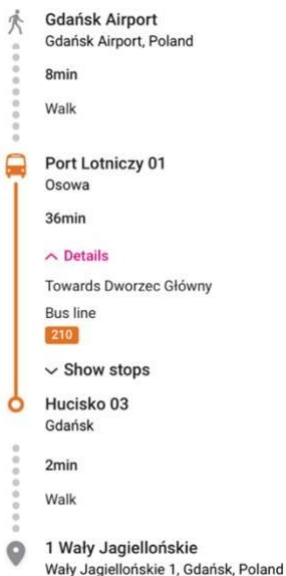 Gdańsk Airport
Gdańsk Airport, Poland
8min
Walk
Port Lotniczy 01
Osowa
36min
Details
Towards Dworzec Główny
Bus line
210
Show stops
Hucisko 03
Gdańsk
2min
Walk
1 Wały Jagiellońskie
Wały Jagiellońskie 1, Gdańsk, Poland